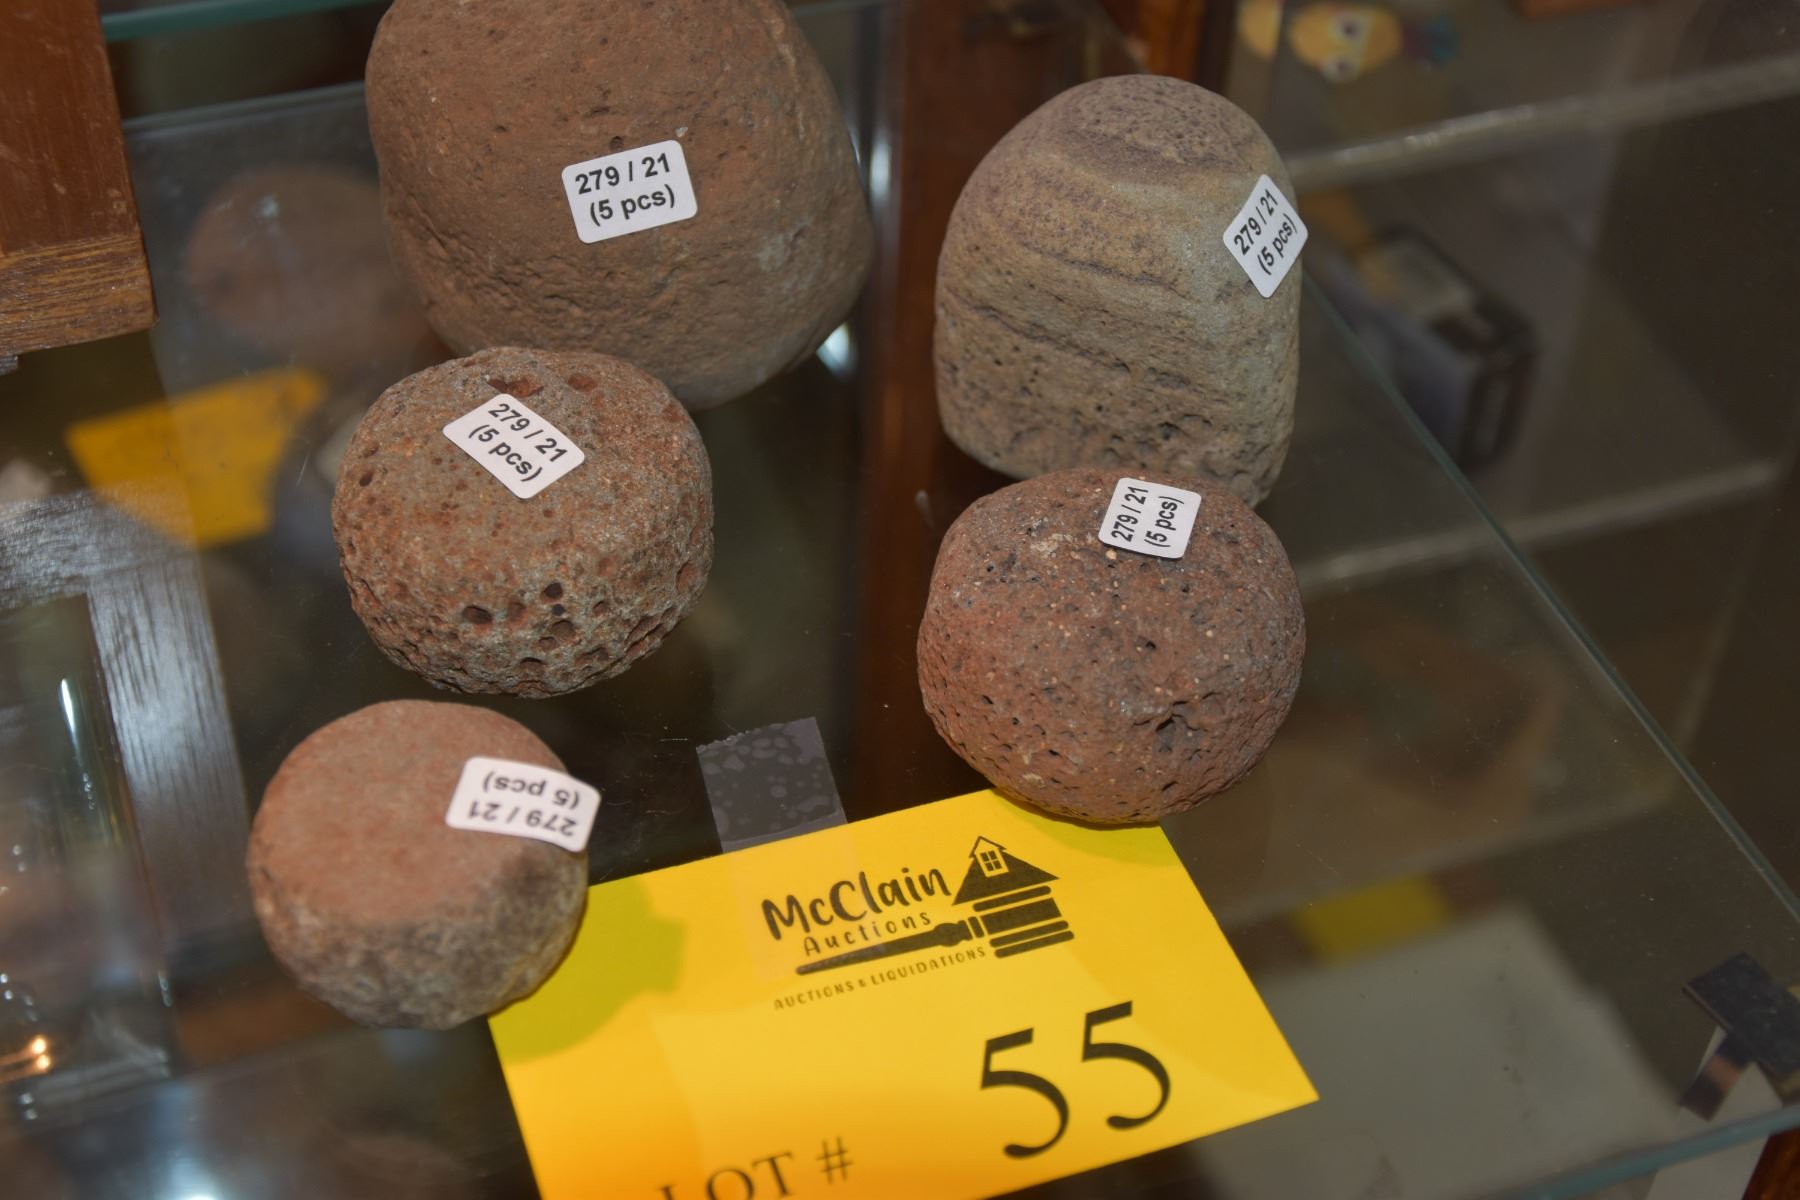 279 / 21
(5 pcs)
279 / 21
(5 pcs)
279 / 21
(5 pcs)
279 / 21
(5 pcs)
279 / 21
(5 pcs)
McClain
Auctions
AUCTIONS & LIQUIDATIONS
55
LOT #